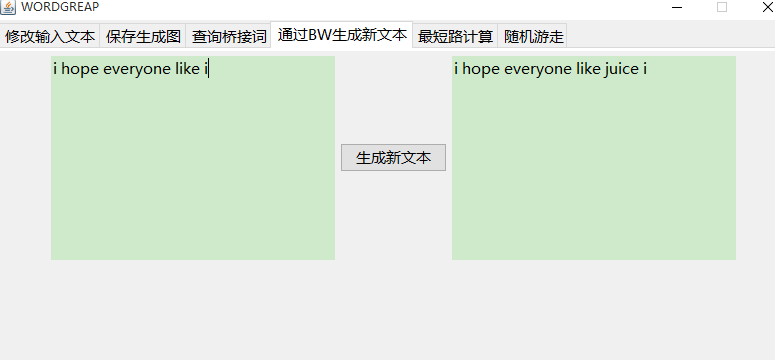 WORDGREAP
修改输入文本 保存生成图 查询桥接词 通过BW生成新文本 最短路计算 随机游走
i hope everyone like i
生成新文本
i hope everyone like juice i